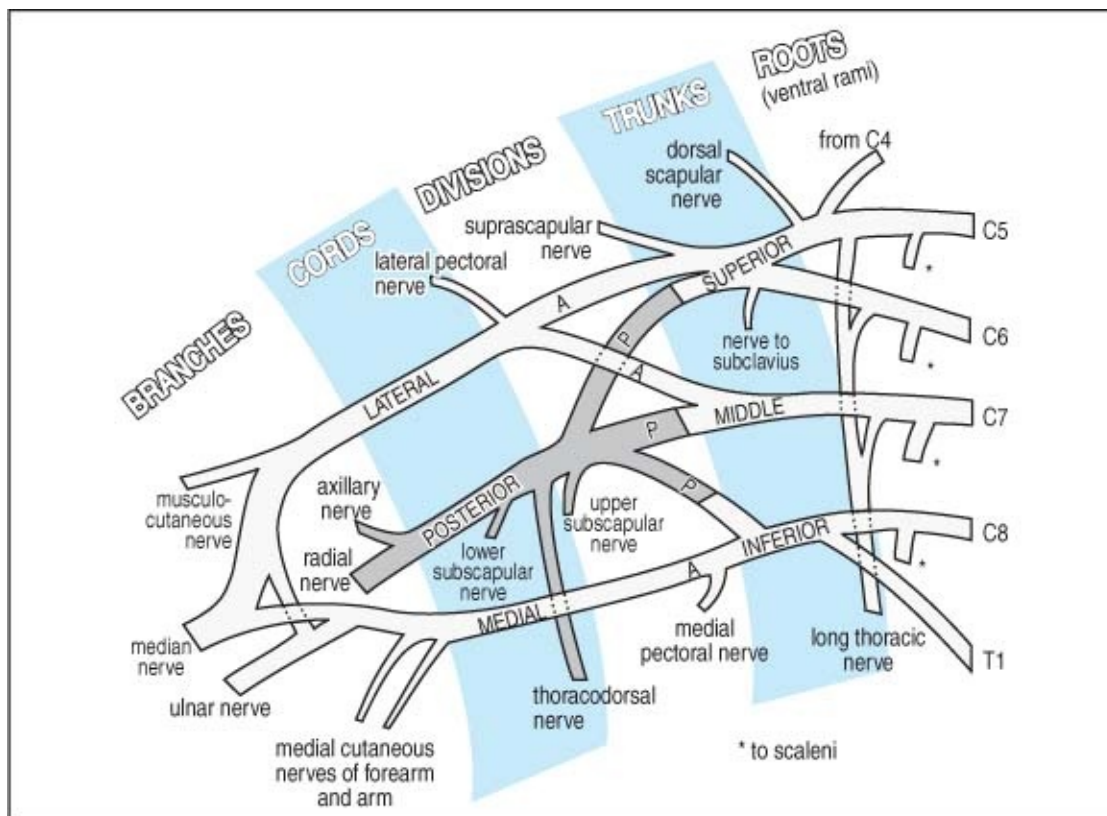 ROOTS
(ventral rami)
TRUNKS
DIVISIONS
CORDS
BRANCHES
from C4
dorsal
scapular
nerve
suprascapular
nerve
lateral pectoral
nerve
C5
*
SUPERIOR
A
P
A
nerve to
subclavius
C6
*
LATERAL
MIDDLE
C7
*
P
P
musculo-
cutaneous
nerve
axillary
nerve
POSTERIOR
upper
subscapular
nerve
INFERIOR
C8
*
radial
nerve
lower
subscapular
nerve
A
MEDIAL
medial
pectoral nerve
long thoracic
nerve
T1
median
nerve
ulnar nerve
thoracodorsal
nerve
medial cutaneous
nerves of forearm
and arm
* to scaleni